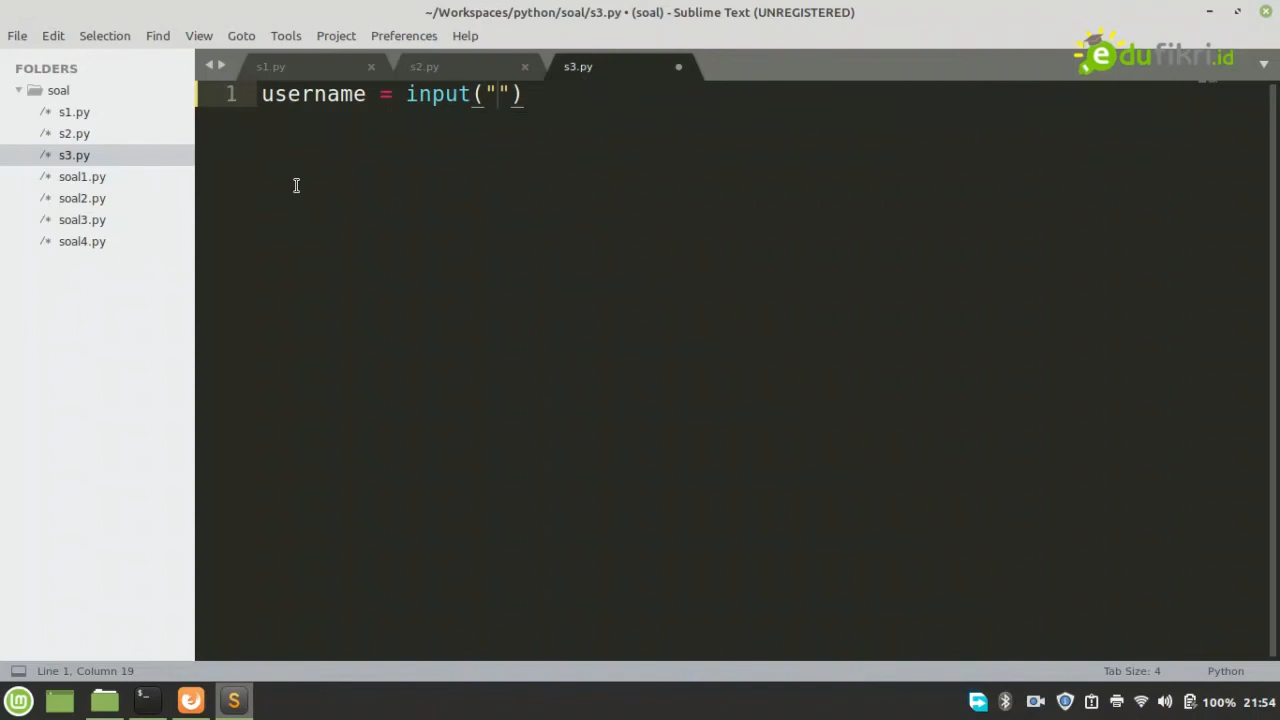 ~/Workspaces/python/soal/s3.py • (soal) - Sublime Text (UNREGISTERED)
File Edit Selection Find View Goto Tools Project Preferences Help
edufikri.id
FOLDERS
s1.py s2.py s3.py
soal
1 username = input("")
/* s1.py
/* s2.py
/* s3.py
/* soal1.py
/* soal2.py
/* soal3.py
/* soal4.py
Line 1, Column 19 Tab Size: 4 Python
100% 21:54